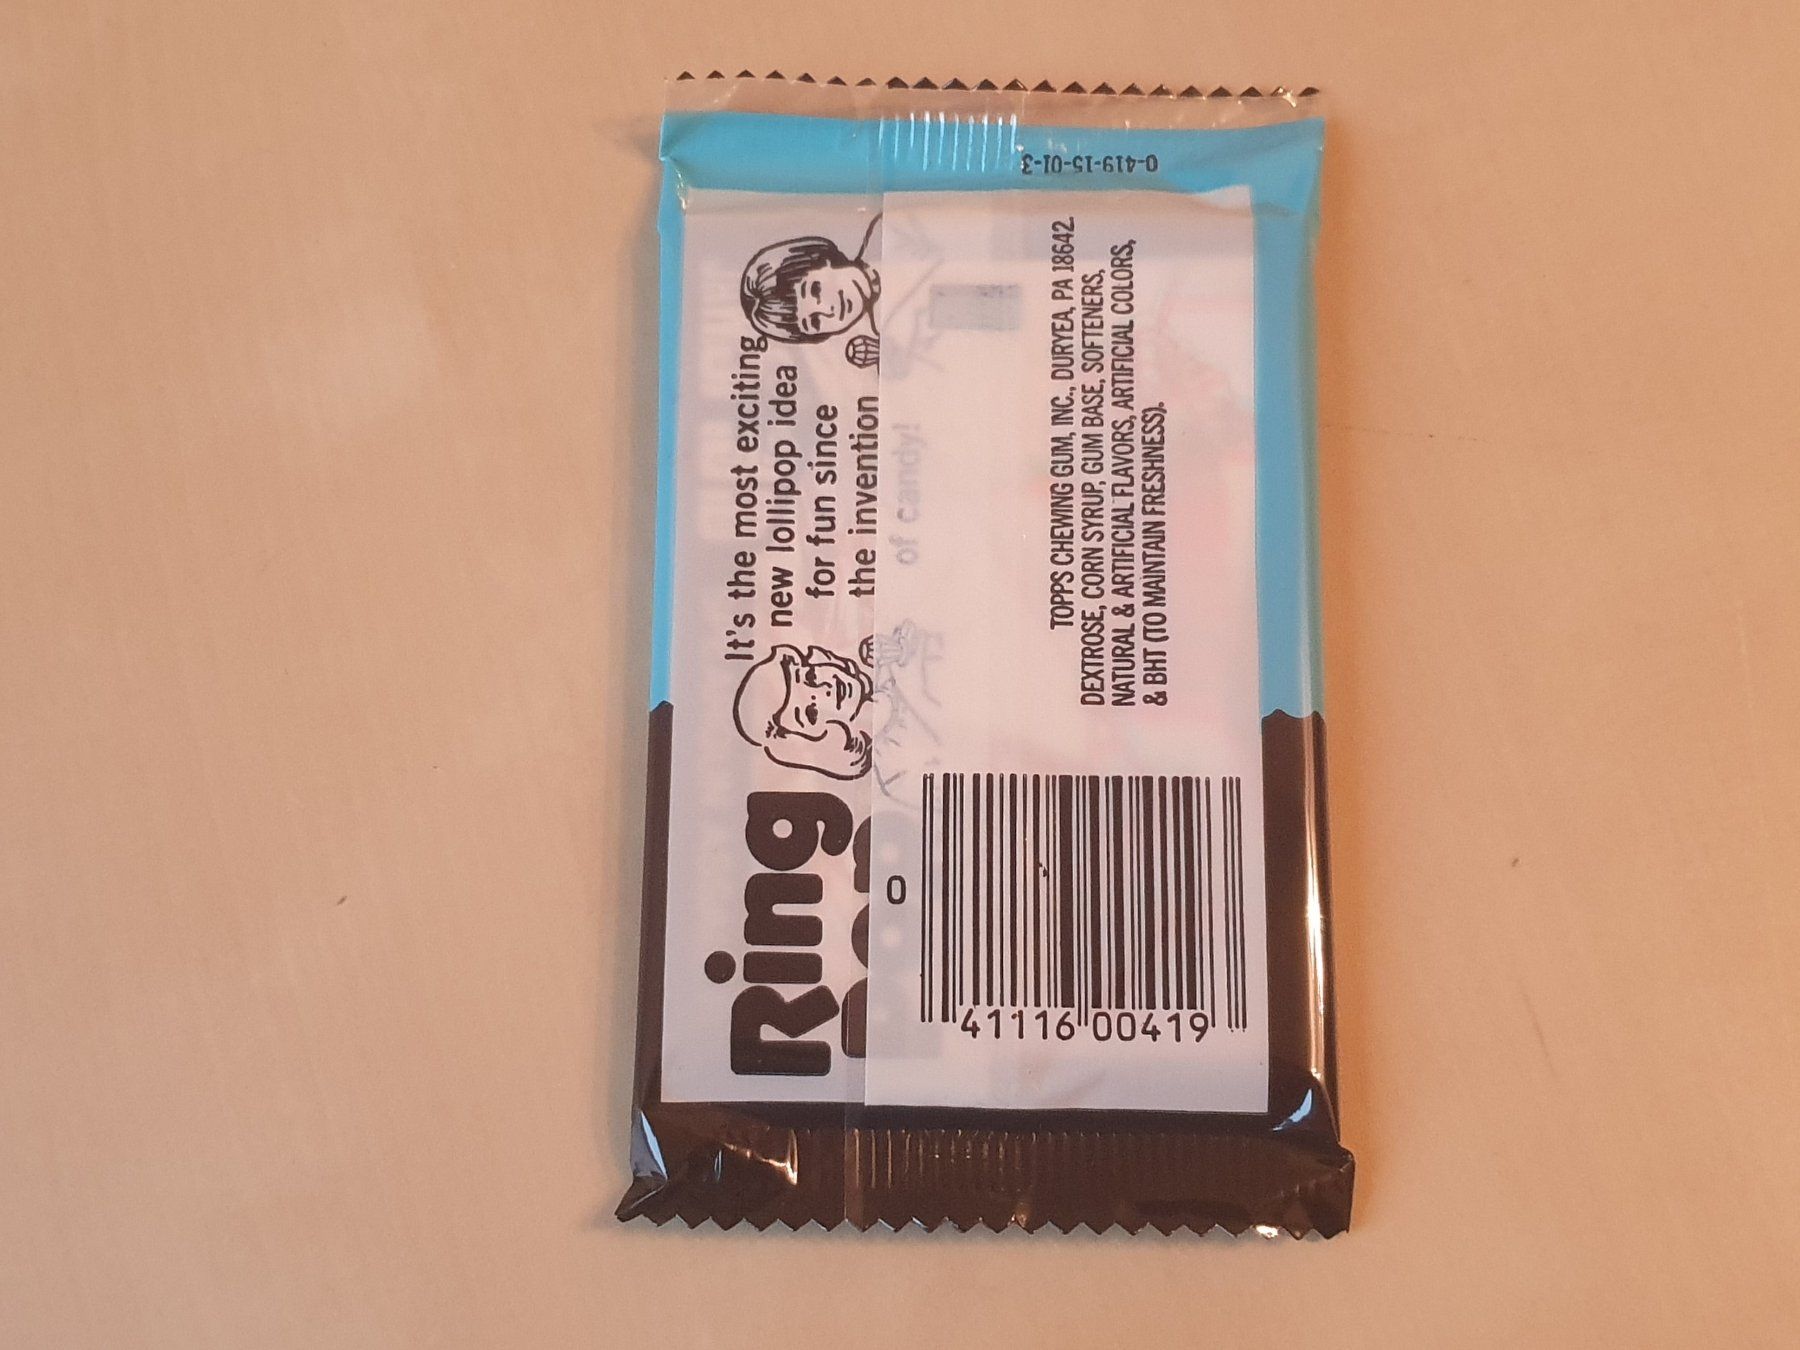 0-419-15-01-3
It's the most exciting
new lollipop idea
for fun since
the invention
of candy!
Ring
Pop
TOPPS CHEWING GUM, INC., DURYEA, PA 18642.
DEXTROSE, CORN SYRUP, GUM BASE, SOFTENERS,
NATURAL & ARTIFICIAL FLAVORS, ARTIFICIAL COLORS,
& BHT (TO MAINTAIN FRESHNESS).
0
41116 00419